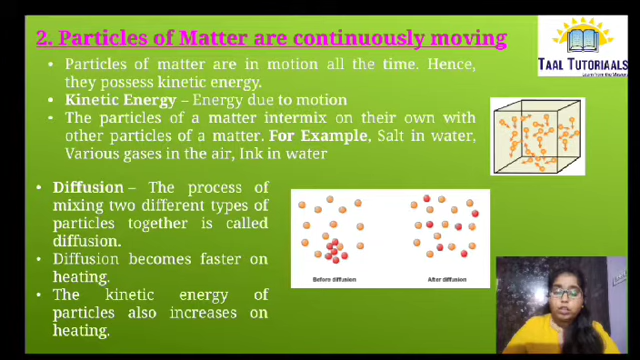 2. Particles of Matter are continuously moving
TAAL TUTORIAALS
Learn from the Masters
• Particles of matter are in motion all the time. Hence,
they possess kinetic energy.
• Kinetic Energy – Energy due to motion
• The particles of a matter intermix on their own with
other particles of a matter. For Example, Salt in water,
Various gases in the air, Ink in water
• Diffusion – The process of
mixing two different types of
particles together is called
diffusion.
• Diffusion becomes faster on
heating.
• The kinetic energy of
particles also increases on
heating.
Before diffusion
After diffusion